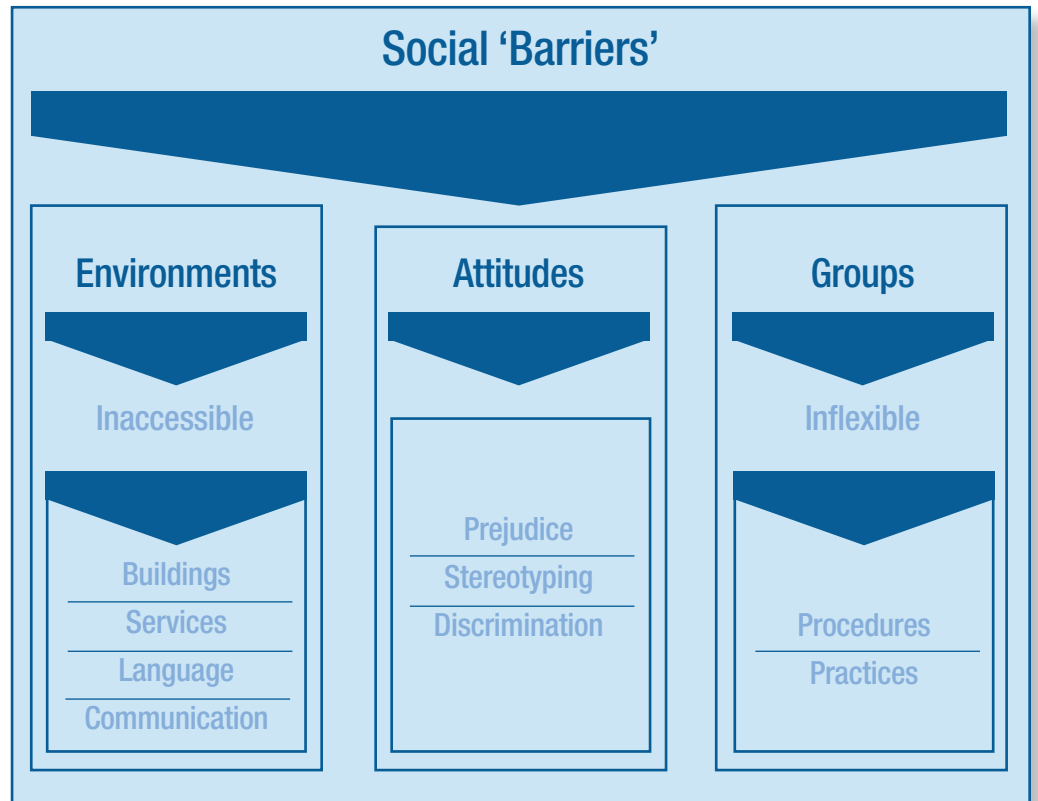 Social ‘Barriers’
Environments
Inaccessible
Buildings
Services
Language
Communication
Attitudes
Prejudice
Stereotyping
Discrimination
Groups
Inflexible
Procedures
Practices